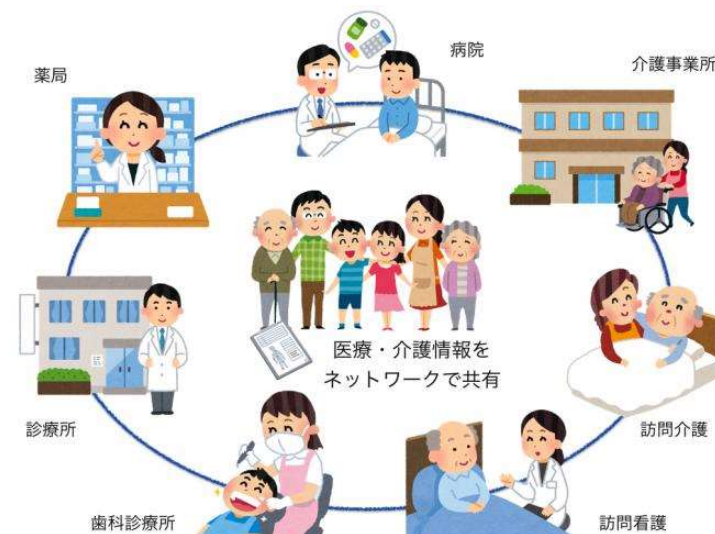 病院
薬局
介護事業所
医療・介護情報を
ネットワークで共有
診療所
訪問介護
歯科診療所
訪問看護